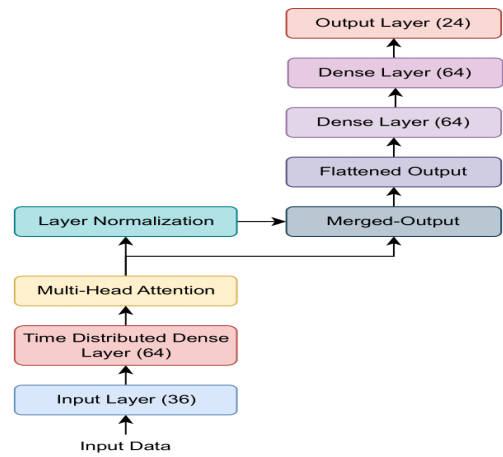 Output Layer (24)
Dense Layer (64)
Dense Layer (64)
Flattened Output
Layer Normalization
Merged-Output
Multi-Head Attention
Time Distributed Dense
Layer (64)
Input Layer (36)
Input Data